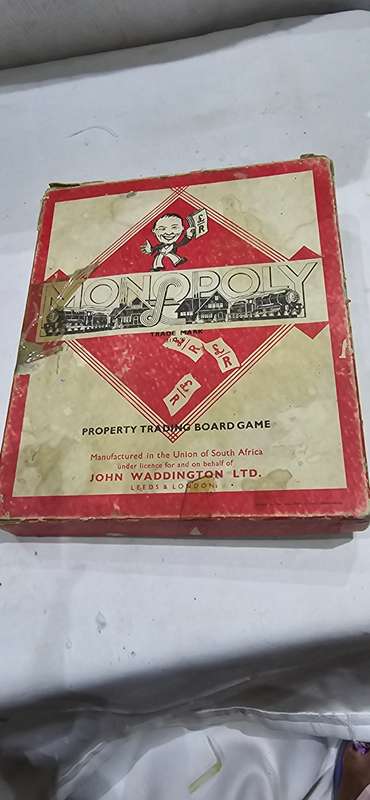 £
R
MONOPOLY
TRADE MARK
£
R
£
R
£
R
PROPERTY TRADING BOARD GAME
Manufactured in the Union of South Africa
under licence for and on behalf of
JOHN WADDINGTON LTD.
LEEDS & LONDON